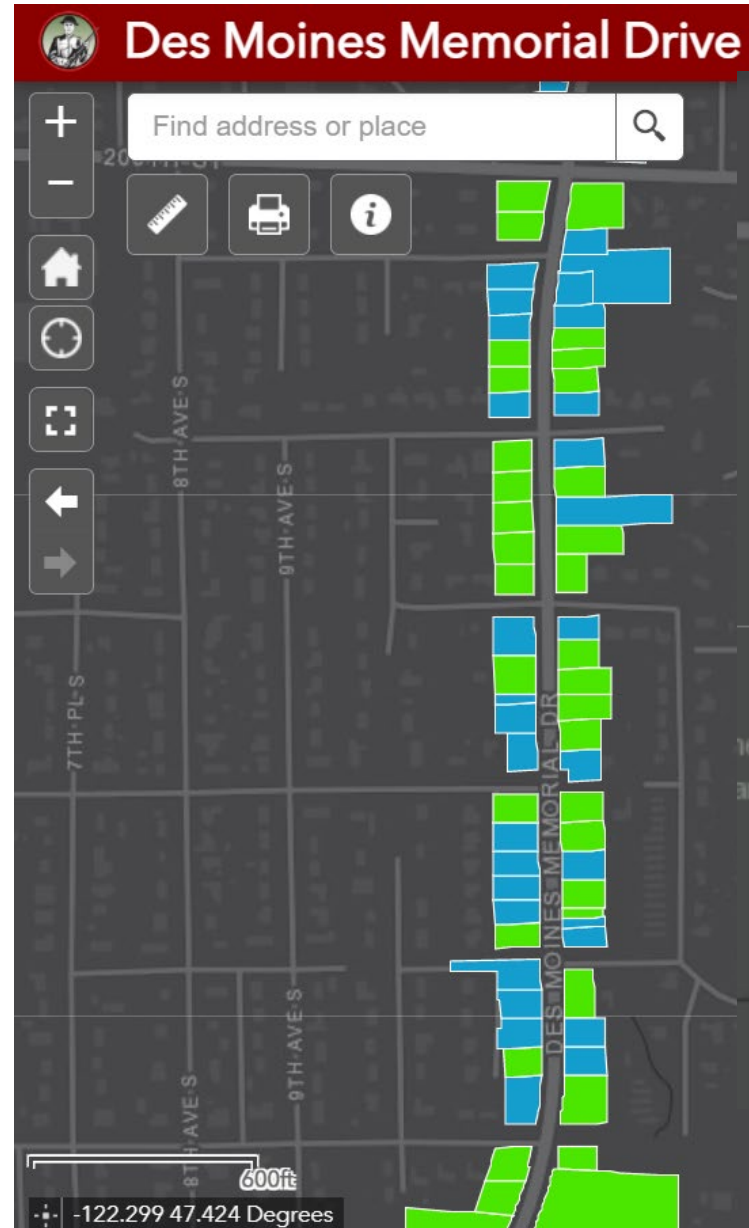 Des Moines Memorial Drive
+
Find address or place
−
i
8TH AVE S
9TH AVE S
7TH PL S
DES MOINES MEMORIAL DR
9TH AVE S
8TH AVE S
600ft
-122.299 47.424 Degrees